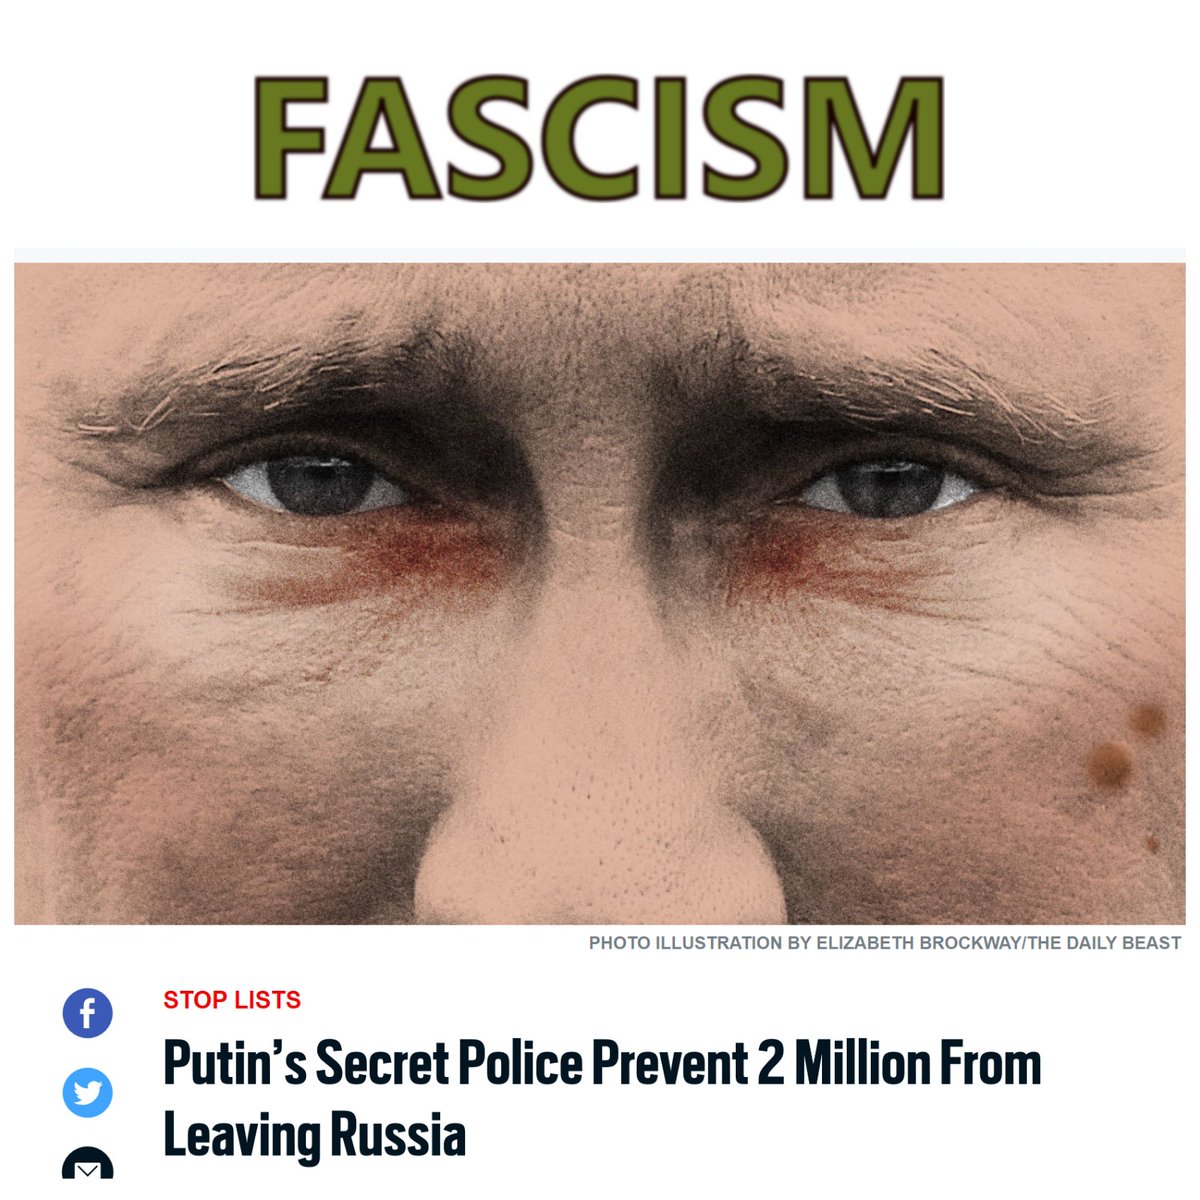 FASCISM
PHOTO ILLUSTRATION BY ELIZABETH BROCKWAY/THE DAILY BEAST
STOP LISTS
Putin’s Secret Police Prevent 2 Million From
Leaving Russia